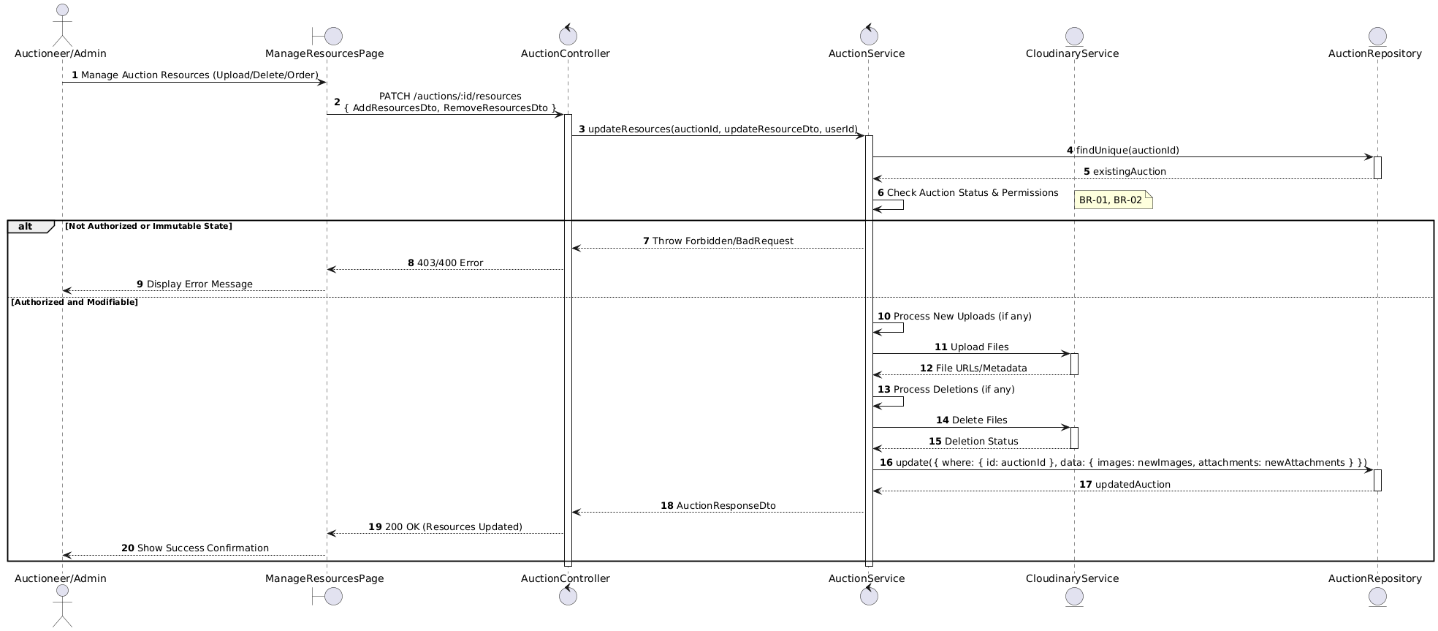 Auctioneer/Admin
ManageResourcesPage
AuctionController
AuctionService
CloudinaryService
AuctionRepository
1 Manage Auction Resources (Upload/Delete/Order)
2 PATCH /auctions/:id/resources
{ AddResourcesDto, RemoveResourcesDto }
3 updateResources(auctionId, updateResourceDto, userId)
4 findUnique(auctionId)
5 existingAuction
6 Check Auction Status & Permissions
BR-01, BR-02
alt [Not Authorized or Immutable State]
7 Throw Forbidden/BadRequest
8 403/400 Error
9 Display Error Message
[Authorized and Modifiable]
10 Process New Uploads (if any)
11 Upload Files
12 File URLs/Metadata
13 Process Deletions (if any)
14 Delete Files
15 Deletion Status
16 update({ where: { id: auctionId }, data: { images: newImages, attachments: newAttachments } })
17 updatedAuction
18 AuctionResponseDto
19 200 OK (Resources Updated)
20 Show Success Confirmation
Auctioneer/Admin
ManageResourcesPage
AuctionController
AuctionService
CloudinaryService
AuctionRepository